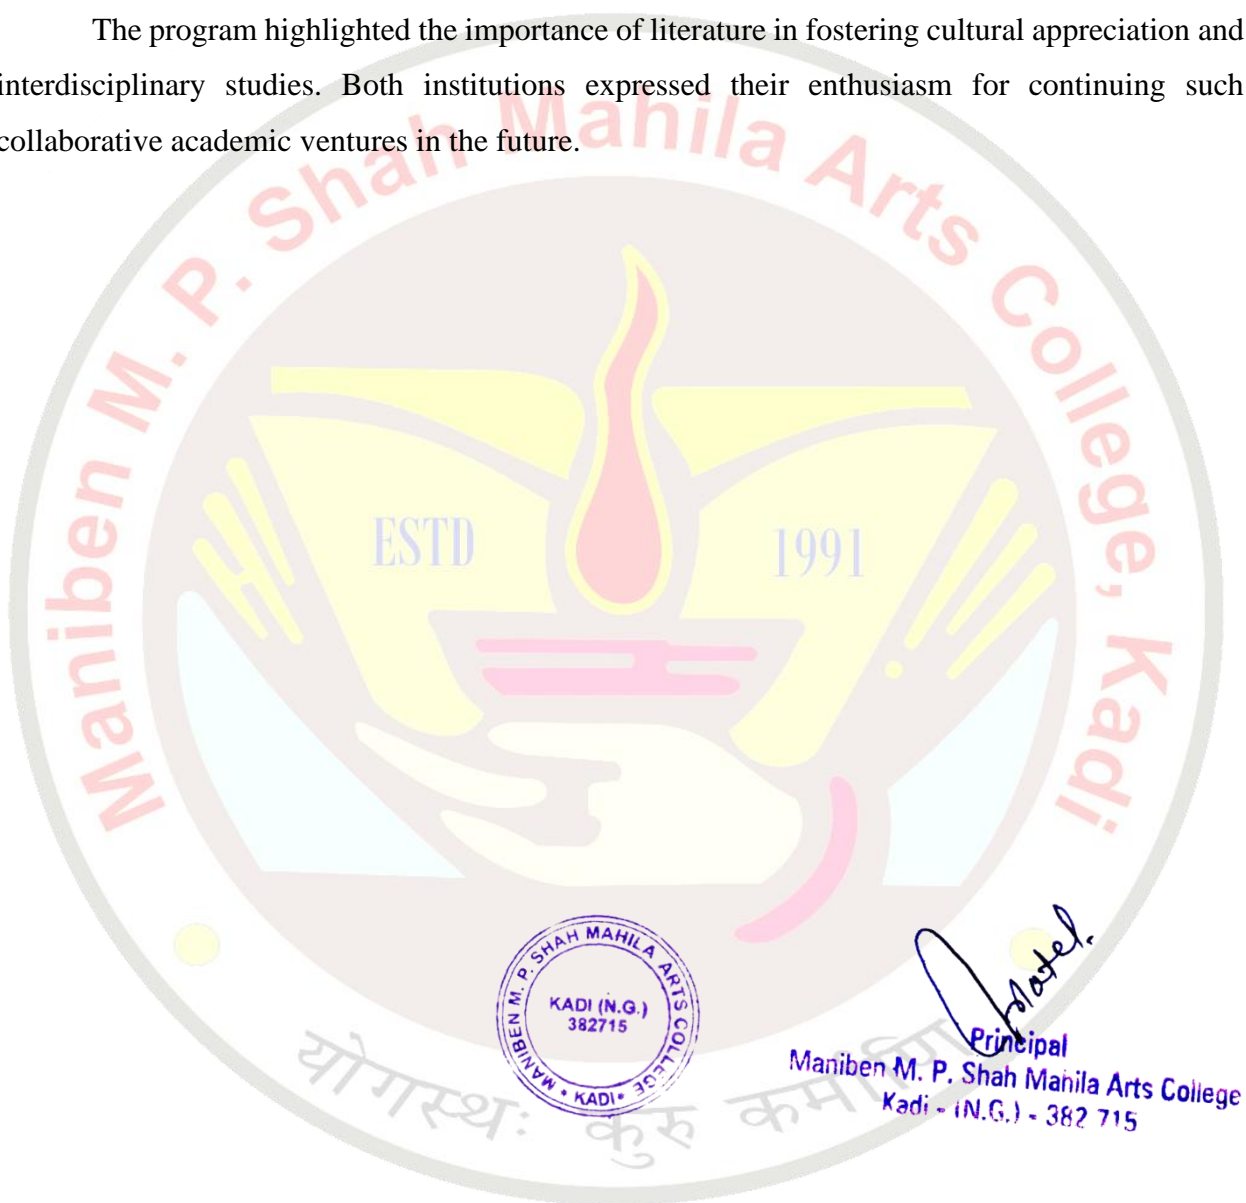 The program highlighted the importance of literature in fostering cultural appreciation and
interdisciplinary studies. Both institutions expressed their enthusiasm for continuing such
collaborative academic ventures in the future.
Maniben M. P. Shah Mahila Arts College, Kadi
ESTD 1991
योगस्थः कुरु कर्माणि
MANIBEN M. P. SHAH MAHILA ARTS COLLEGE
KADI (N.G.)
382715
* KADI *
Principal
Maniben M. P. Shah Mahila Arts College
Kadi - (N.G.) - 382 715